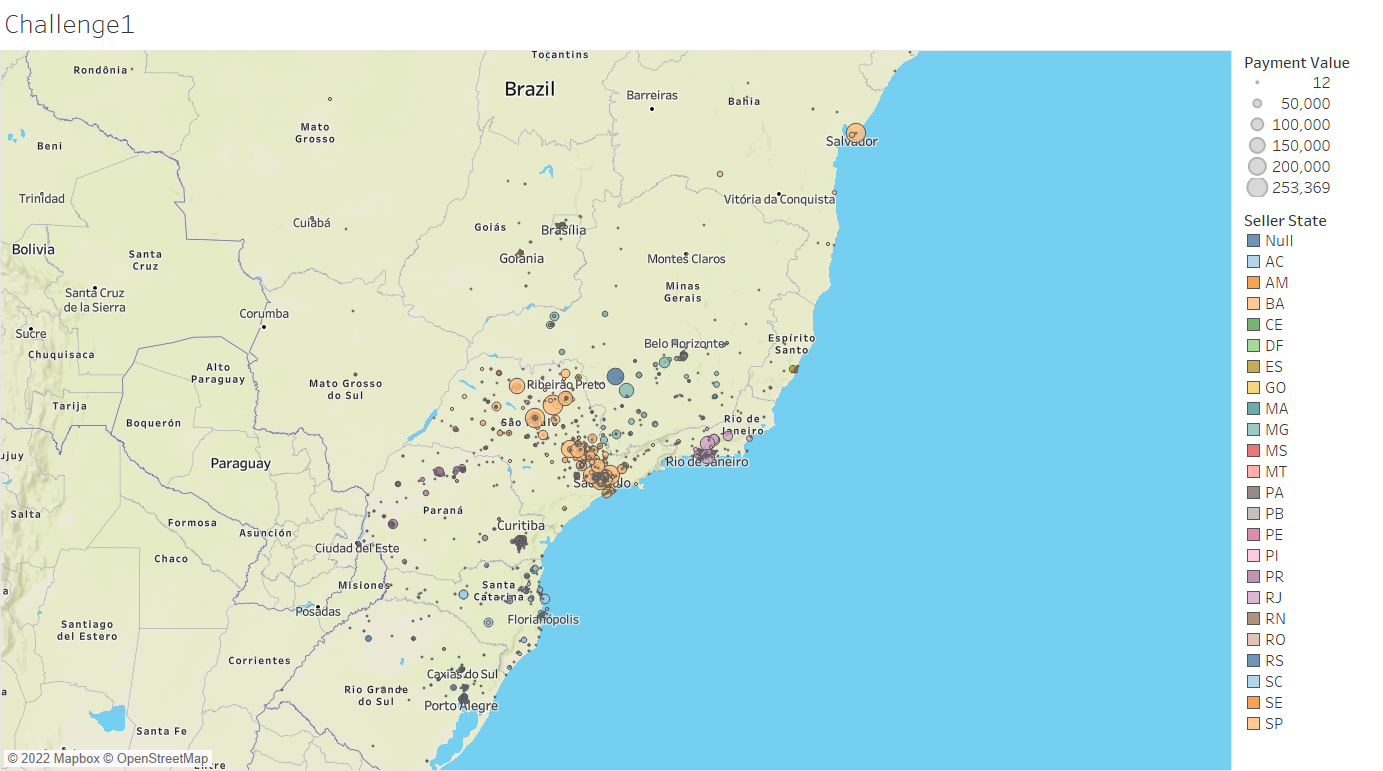 Challenge1
Tocantins
Rondônia
Brazil
Barreiras
Bahia
Mato
Grosso
Beni
Salvador
Trinidad
Vitória da Conquista
Cuiabá
Goiás
Brasília
Bolivia
Santa
Cruz
Goiânia
Montes Claros
Minas
Gerais
Santa Cruz
de la Sierra
Corumba
Sucre
Chuquisaca
Belo Horizonte
Espírito
Santo
Alto
Paraguay
Mato Grosso
do Sul
Ribeirão Preto
Tarija
Boquerón
Rio de
Janeiro
Paraguay
Rio de Janeiro
Salta
Paraná
Formosa
Asunción
Curitiba
Ciudad del Este
Chaco
Misiones
Santa
Catarina
Posadas
Florianópolis
Santiago
del Estero
Corrientes
Caxias do Sul
Rio Grande
do Sul
Porto Alegre
Santa Fe
© 2022 Mapbox © OpenStreetMap
Payment Value
12
50,000
100,000
150,000
200,000
253,369
Seller State
Null
AC
AM
BA
CE
DF
ES
GO
MA
MG
MS
MT
PA
PB
PE
PI
PR
RJ
RN
RO
RS
SC
SE
SP